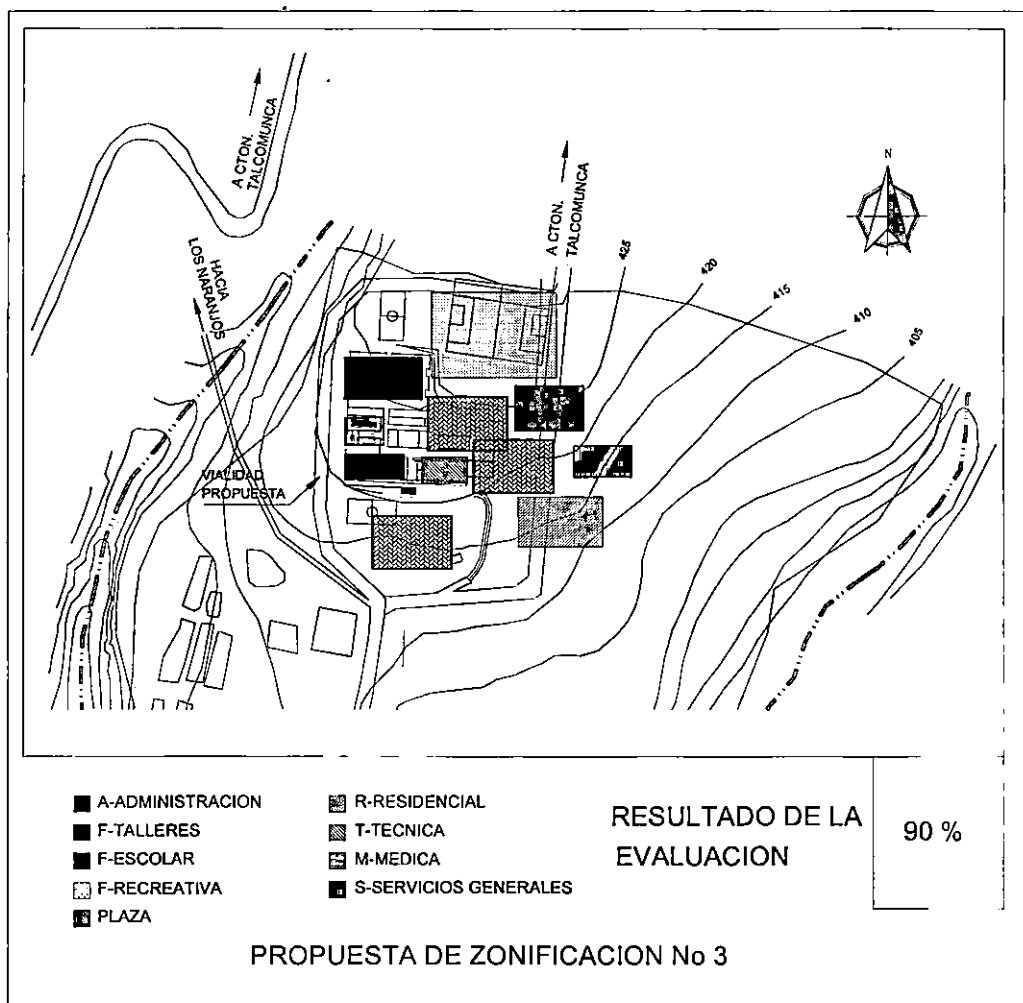 A CTON.
TALCOMUNCA
N
HACIA
LOS NARANJOS
A CTON.
TALCOMUNCA
425
420
415
410
405
VIALIDAD
PROPUESTA
A-ADMINISTRACION
F-TALLERES
F-ESCOLAR
F-RECREATIVA
PLAZA
R-RESIDENCIAL
T-TECNICA
M-MEDICA
S-SERVICIOS GENERALES
RESULTADO DE LA
EVALUACION
90 %
PROPUESTA DE ZONIFICACION No 3